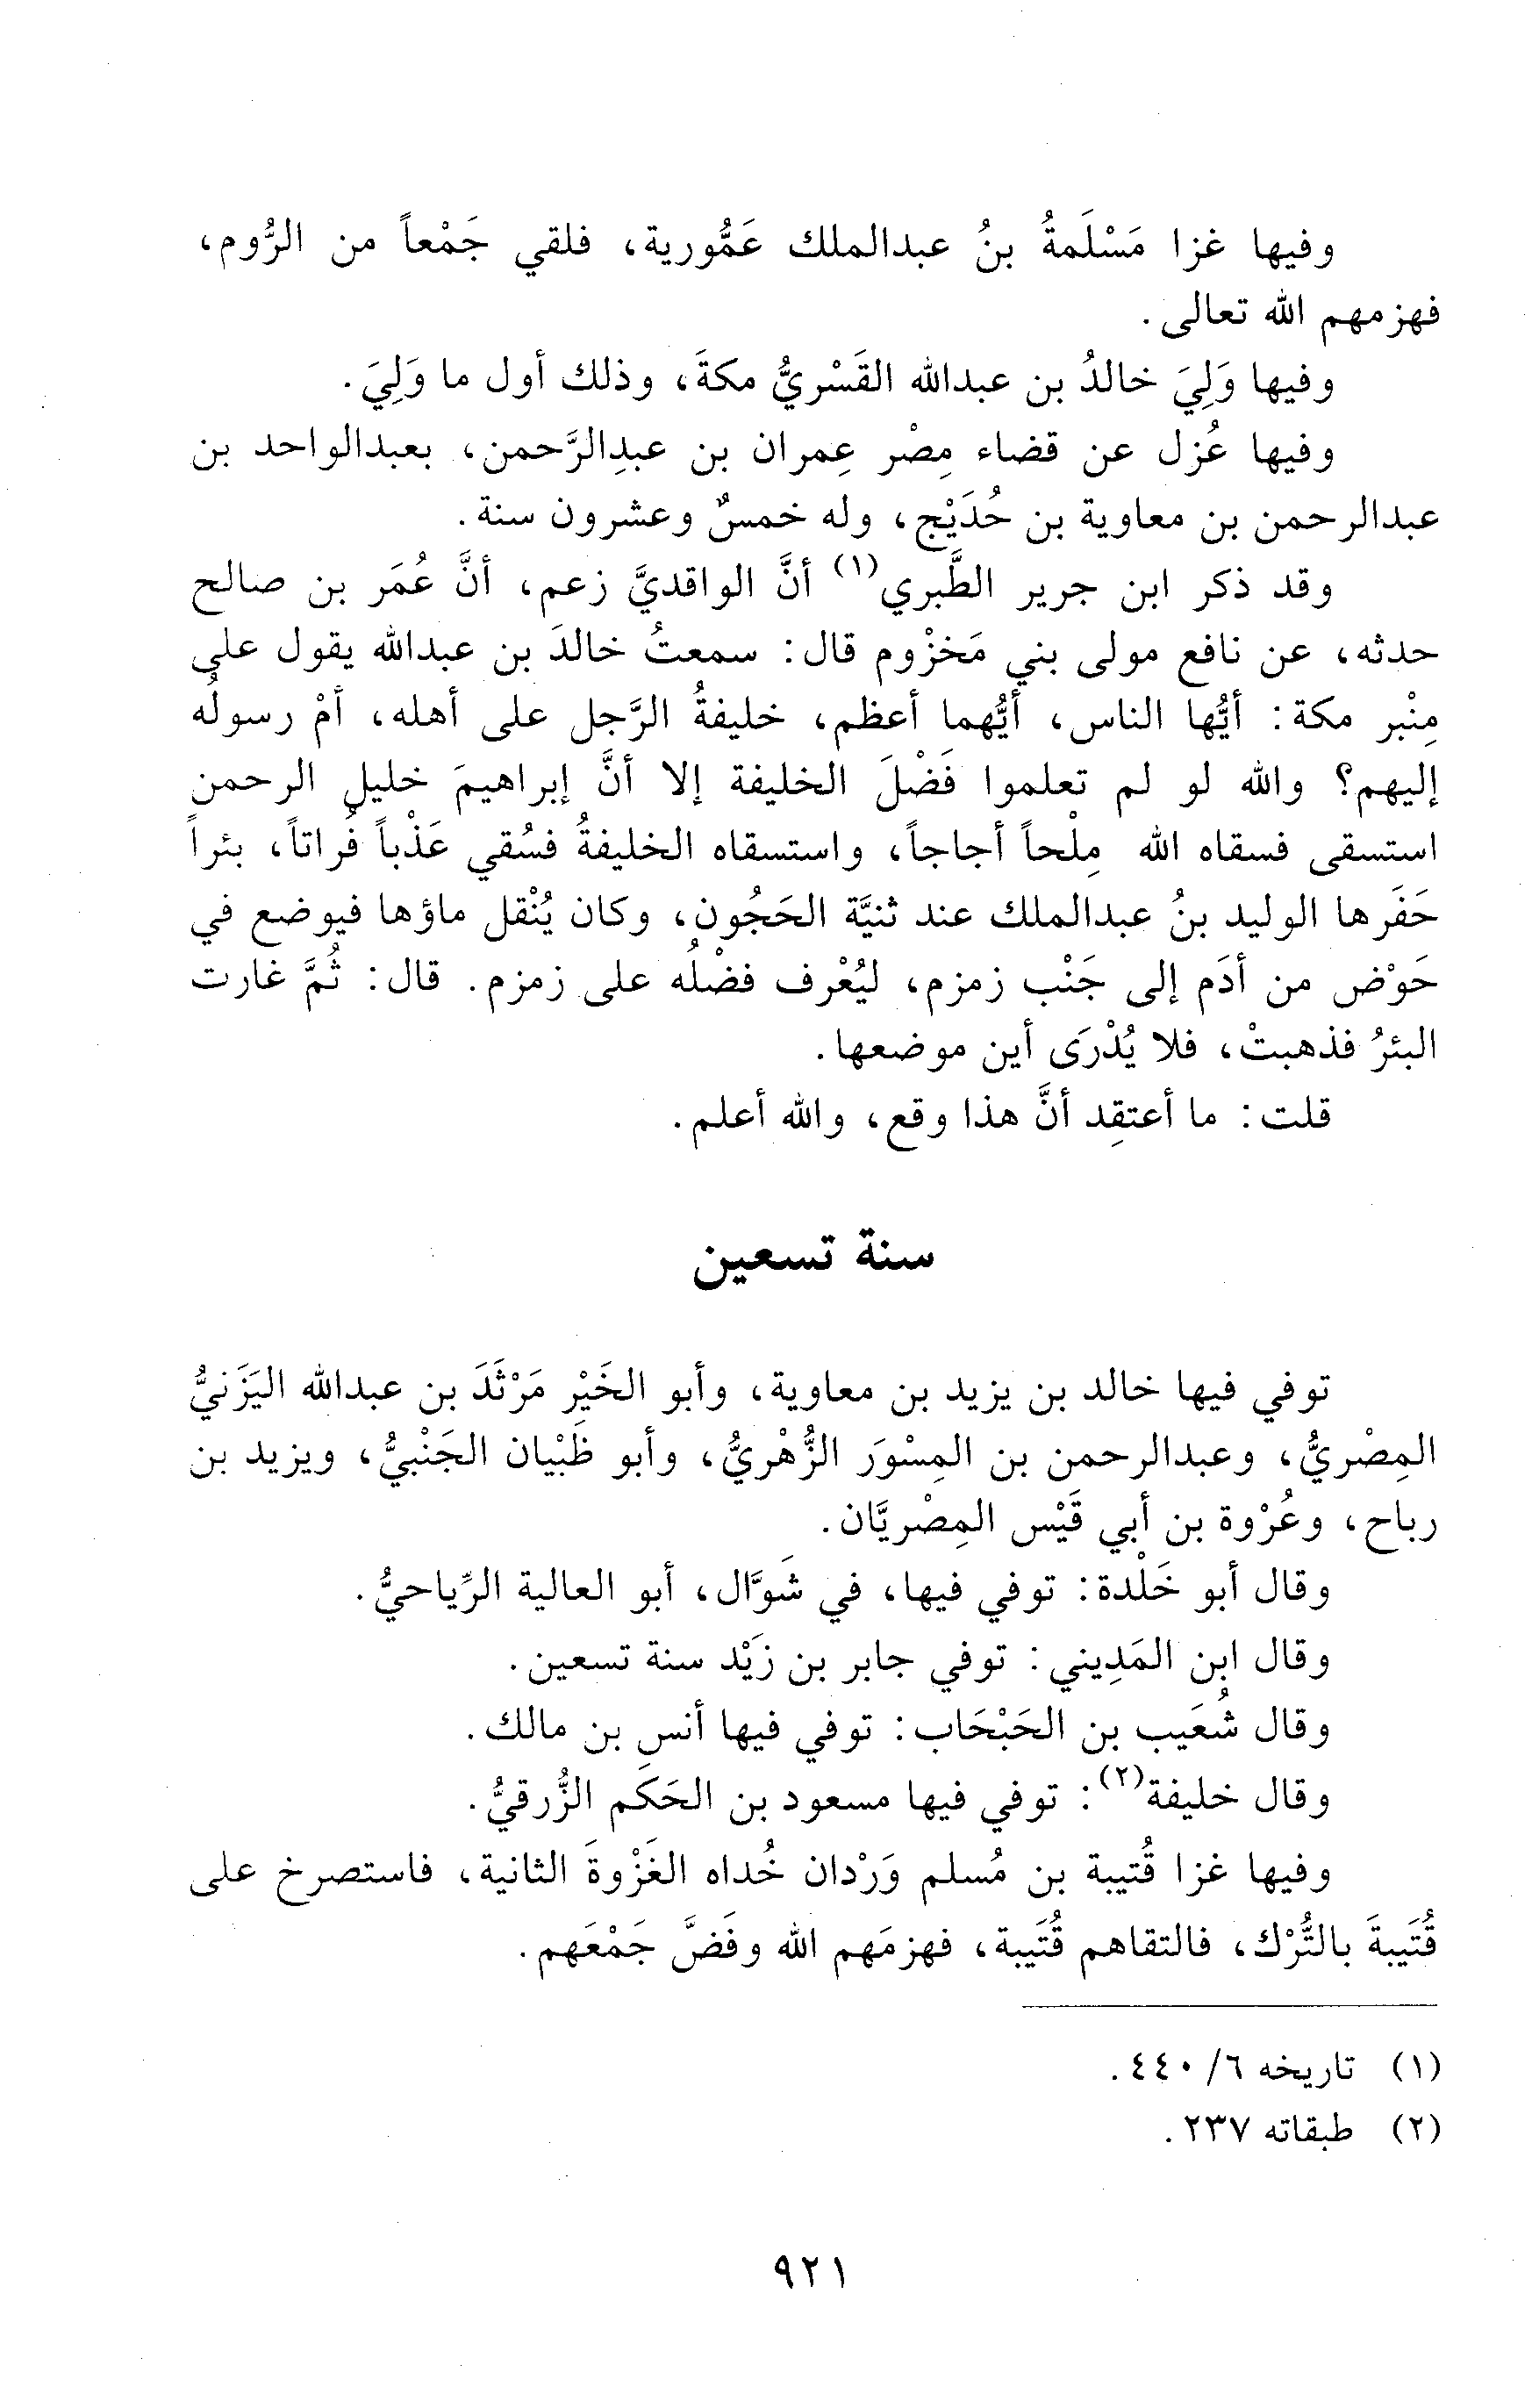 وفيها غزا مَسْلَمةُ بنُ عبدالملك عَمُّورية، فلقي جَمْعاً من الرُّوم،
فهزمهم الله تعالى.
وفيها وَلِيَ خالدُ بن عبدالله القَسْريُّ مكةَ، وذلك أول ما وَلِيَ.
وفيها عُزل عن قضاء مِصْر عِمران بن عبدِالرَّحمن، بعبدالواحد بن
عبدالرحمن بن معاوية بن حُدَيْج، وله خمسٌ وعشرون سنة.
وقد ذكر ابن جرير الطَّبري(١) أنَّ الواقديَّ زعم، أنَّ عُمَر بن صالح
حدثه، عن نافع مولى بني مَخزْوم قال: سمعتُ خالدَ بن عبدالله يقول على
مِنْبر مكة: أيُّها الناس، أيُّهما أعظم، خليفةُ الرَّجل على أهله، أمْ رسولُه
إليهم؟ والله لو لم تعلموا فَضْلَ الخليفة إلا أنَّ إبراهيمَ خليل الرحمن
استسقى فسقاه الله مِلْحاً أجاجاً، واستسقاه الخليفةُ فسُقي عَذْباً فُراتاً، بئراً
حَفَرها الوليد بنُ عبدالملك عند ثنيَّة الحَجُون، وكان يُنْقل ماؤها فيوضع في
حَوْض من أدَم إلى جَنْب زمزم، ليُعْرف فضْلُه على زمزم. قال: ثُمَّ غارت
البئرُ فذهبتْ، فلا يُدْرَى أين موضعها.
قلت: ما أعتقِد أنَّ هذا وقع، والله أعلم.
سنة تسعين
توفي فيها خالد بن يزيد بن معاوية، وأبو الخَيْر مَرْثَدَ بن عبدالله اليَزَنيُّ
المِصْريُّ، وعبدالرحمن بن المِسْوَر الزُّهْريُّ، وأبو ظَبْيان الجَنْبيُّ، ويزيد بن
رباح، وعُرْوة بن أبي قَيْس المِصْريَّان.
وقال أبو خَلْدة: توفي فيها، في شَوَّال، أبو العالية الرِّياحيُّ.
وقال ابن المَدِيني: توفي جابر بن زَيْد سنة تسعين.
وقال شُعَيب بن الحَبْحَاب: توفي فيها أنس بن مالك.
وقال خليفة(٢): توفي فيها مسعود بن الحَكَم الزُّرقيُّ.
وفيها غزا قُتيبة بن مُسلم وَرْدان خُداه الغَزْوةَ الثانية، فاستصرخ على
قُتَيبةَ بالتُّرْك، فالتقاهم قُتَيبة، فهزمَهم الله وفَضَّ جَمْعَهم.
(١) تاريخه ٦/ ٤٤٠.
(٢) طبقاته ٢٣٧.
٩٢١